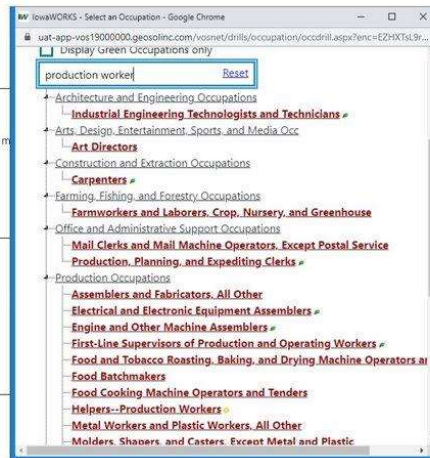 IowaWORKS - Select an Occupation - Google Chrome
uat-app-vos19000000.geosolinc.com/vosnet/drills/occupation/occdrill.aspx?enc=EZHXTsL9r...
Display Green Occupations only
production worker Reset
Architecture and Engineering Occupations
Industrial Engineering Technologists and Technicians
Arts, Design, Entertainment, Sports, and Media Occ
m
Art Directors
Construction and Extraction Occupations
Carpenters
Farming, Fishing, and Forestry Occupations
Farmworkers and Laborers, Crop, Nursery, and Greenhouse
Office and Administrative Support Occupations
Mail Clerks and Mail Machine Operators, Except Postal Service
Production, Planning, and Expediting Clerks
Production Occupations
Assemblers and Fabricators, All Other
Electrical and Electronic Equipment Assemblers
Engine and Other Machine Assemblers
First-Line Supervisors of Production and Operating Workers
Food and Tobacco Roasting, Baking, and Drying Machine Operators ar
Food Batchmakers
Food Cooking Machine Operators and Tenders
Helpers--Production Workers
Metal Workers and Plastic Workers, All Other
Molders, Shapers, and Casters, Except Metal and Plastic